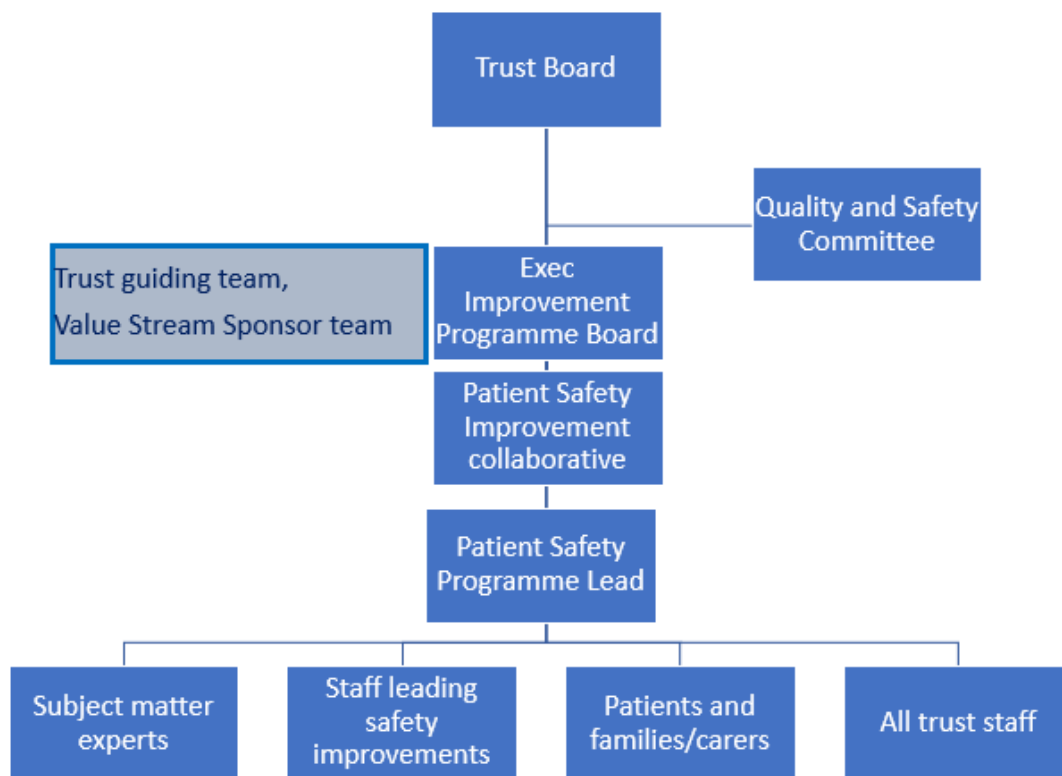 Trust Board
Quality and Safety
Committee
Trust guiding team,
Value Stream Sponsor team
Exec
Improvement
Programme Board
Patient Safety
Improvement
collaborative
Patient Safety
Programme Lead
Subject matter
experts
Staff leading
safety
improvements
Patients and
families/carers
All trust staff